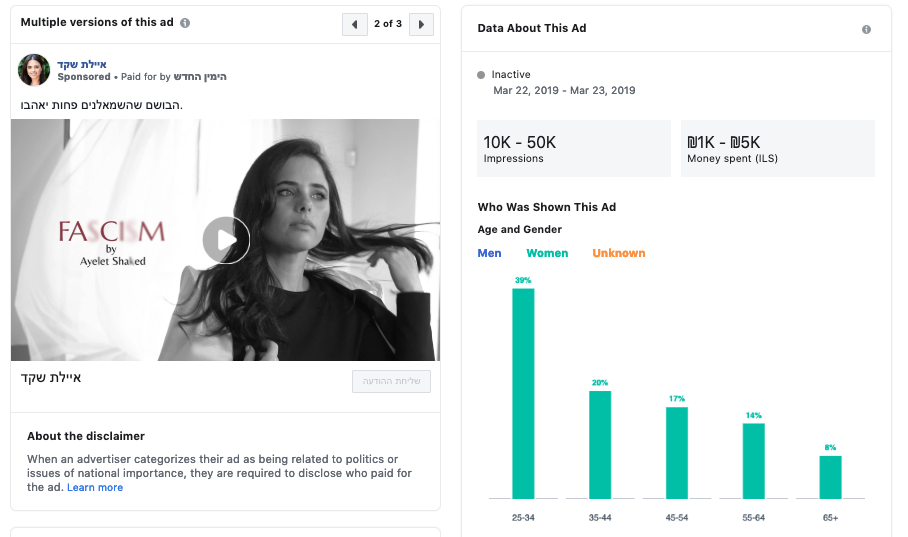 Multiple versions of this ad
2 of 3
איילת שקד
Sponsored • Paid for by הימין החדש
הבושם שהשמאלנים פחות יאהבו.
FASCISM
by
Ayelet Shaked
איילת שקד
שליחת ההודעה
About the disclaimer
When an advertiser categorizes their ad as being related to politics or
issues of national importance, they are required to disclose who paid for
the ad. Learn more
Data About This Ad
Inactive
Mar 22, 2019 - Mar 23, 2019
10K - 50K
Impressions
₪1K - ₪5K
Money spent (ILS)
Who Was Shown This Ad
Age and Gender
Men Women Unknown
39%
20%
17%
14%
8%
25-34 35-44 45-54 55-64 65+